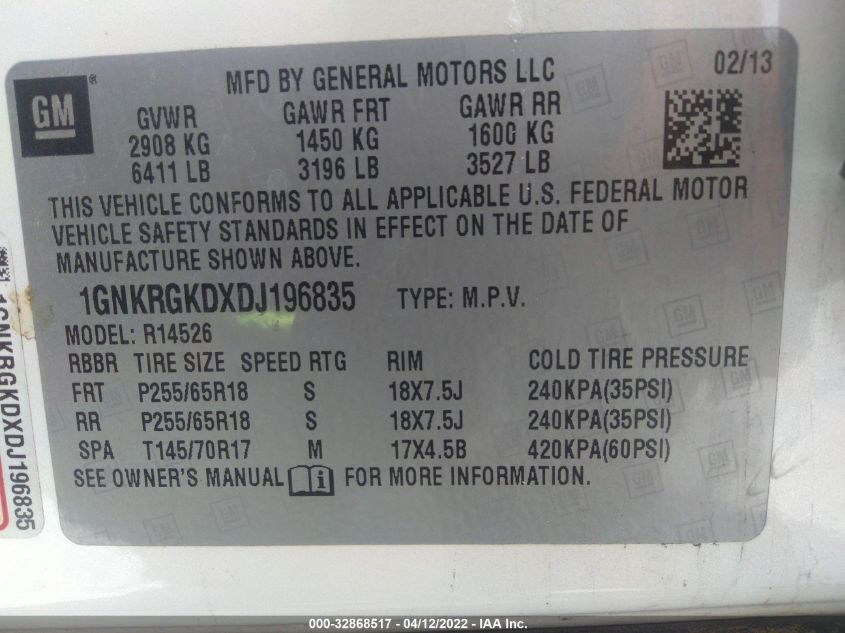 GM ® MFD BY GENERAL MOTORS LLC 02/13
GVWR GAWR FRT GAWR RR
2908 KG 1450 KG 1600 KG
6411 LB 3196 LB 3527 LB
THIS VEHICLE CONFORMS TO ALL APPLICABLE U.S. FEDERAL MOTOR
VEHICLE SAFETY STANDARDS IN EFFECT ON THE DATE OF
MANUFACTURE SHOWN ABOVE.
1GNKRGKDXDJ196835 TYPE: M.P.V.
MODEL: R14526
RBBR TIRE SIZE SPEED RTG RIM COLD TIRE PRESSURE
FRT P255/65R18 S 18X7.5J 240KPA(35PSI)
RR P255/65R18 S 18X7.5J 240KPA(35PSI)
SPA T145/70R17 M 17X4.5B 420KPA(60PSI)
SEE OWNER'S MANUAL FOR MORE INFORMATION.
1GNKRGKDXDJ196835
000-32868517 - 04/12/2022 - IAA Inc.